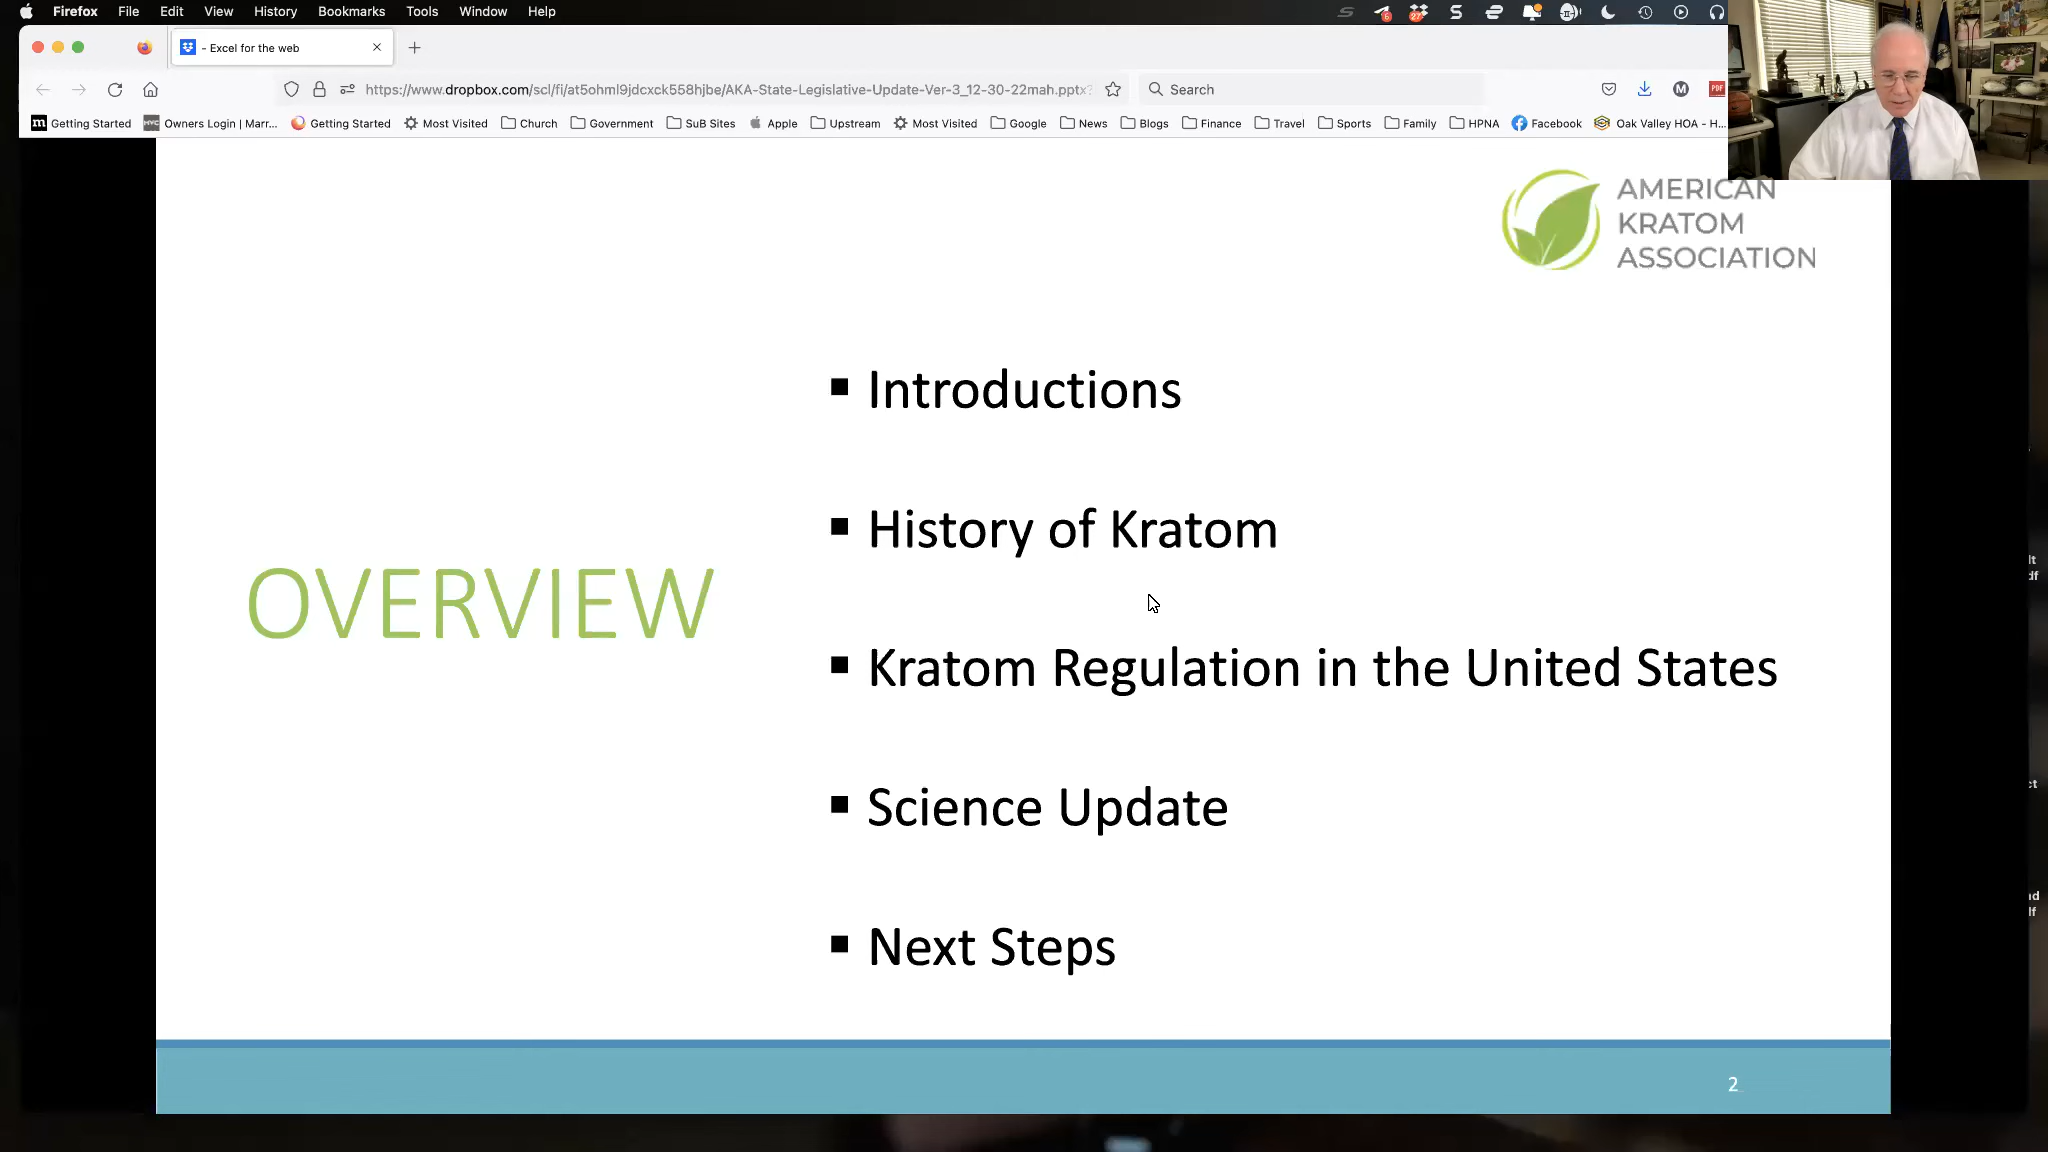 Firefox File Edit View History Bookmarks Tools Window Help
- Excel for the web
https://www.dropbox.com/scl/fi/at5ohml9jdcxck558hjbe/AKA-State-Legislative-Update-Ver-3_12-30-22mah.pptx?
Search
Getting Started Owners Login | Marr... Getting Started Most Visited Church Government SuB Sites Apple Upstream Most Visited Google News Blogs Finance Travel Sports Family HPNA Facebook Oak Valley HOA - H...
AMERICAN
KRATOM
ASSOCIATION
OVERVIEW
▪ Introductions
▪ History of Kratom
▪ Kratom Regulation in the United States
▪ Science Update
▪ Next Steps
2